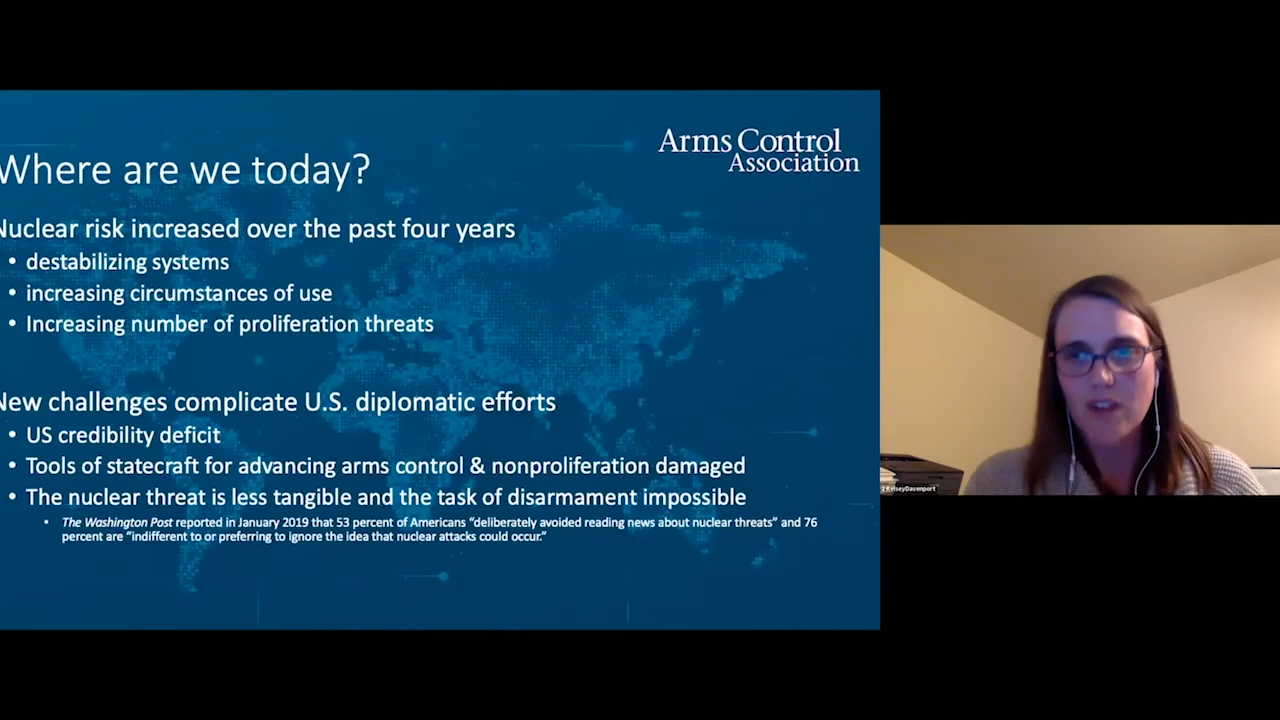 Arms Control
Association
Where are we today?
Nuclear risk increased over the past four years
• destabilizing systems
• increasing circumstances of use
• Increasing number of proliferation threats
New challenges complicate U.S. diplomatic efforts
• US credibility deficit
• Tools of statecraft for advancing arms control & nonproliferation damaged
• The nuclear threat is less tangible and the task of disarmament impossible
• The Washington Post reported in January 2019 that 53 percent of Americans “deliberately avoided reading news about nuclear threats” and 76
percent are “indifferent to or preferring to ignore the idea that nuclear attacks could occur.”
2 KelseyDavenport